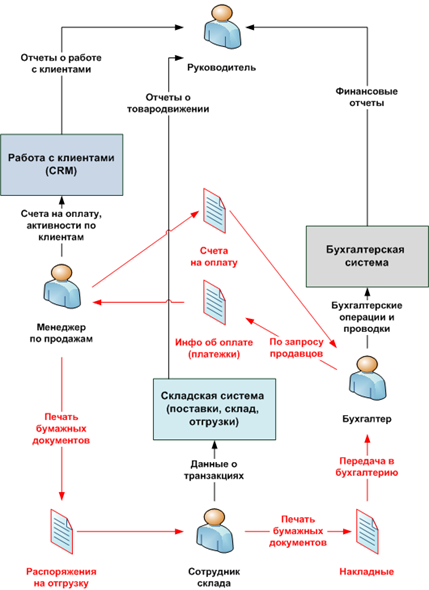 Руководитель
Отчеты о работе
с клиентами
Отчеты о
товародвижении
Финансовые
отчеты
Работа с клиентами
(CRM)
Счета на оплату,
активности по
клиентам
Счета
на оплату
Бухгалтерская
система
Менеджер
по продажам
Инфо об оплате
(платежки)
По запросу
продавцов
Бухгалтерские
операции и
проводки
Бухгалтер
Складская система
(поставки, склад,
отгрузки)
Печать
бумажных
документов
Данные о
транзакциях
Передача в
бухгалтерию
Печать
бумажных
документов
Распоряжения
на отгрузку
Сотрудник
склада
Накладные